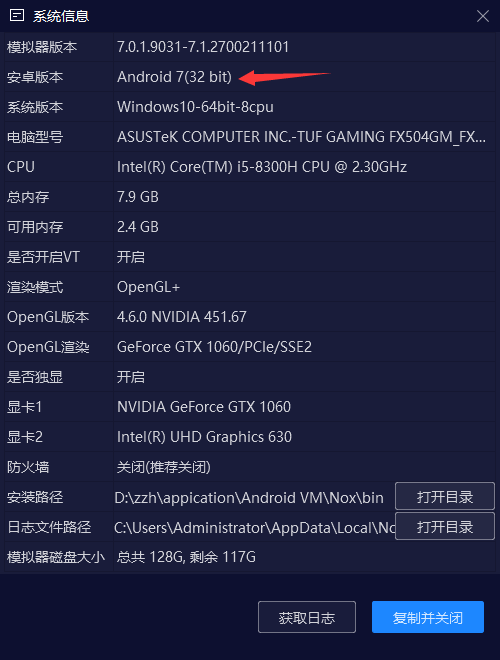 系统信息
模拟器版本 7.0.1.9031-7.1.2700211101
安卓版本 Android 7(32 bit)
系统版本 Windows10-64bit-8cpu
电脑型号 ASUSTeK COMPUTER INC.-TUF GAMING FX504GM_FX...
CPU Intel(R) Core(TM) i5-8300H CPU @ 2.30GHz
总内存 7.9 GB
可用内存 2.4 GB
是否开启VT 开启
渲染模式 OpenGL+
OpenGL版本 4.6.0 NVIDIA 451.67
OpenGL渲染 GeForce GTX 1060/PCIe/SSE2
是否独显 开启
显卡1 NVIDIA GeForce GTX 1060
显卡2 Intel(R) UHD Graphics 630
防火墙 关闭(推荐关闭)
安装路径 D:\zzh\appication\Android VM\Nox\bin 打开目录
日志文件路径 C:\Users\Administrator\AppData\Local\No 打开目录
模拟器磁盘大小 总共 128G, 剩余 117G
获取日志 复制并关闭